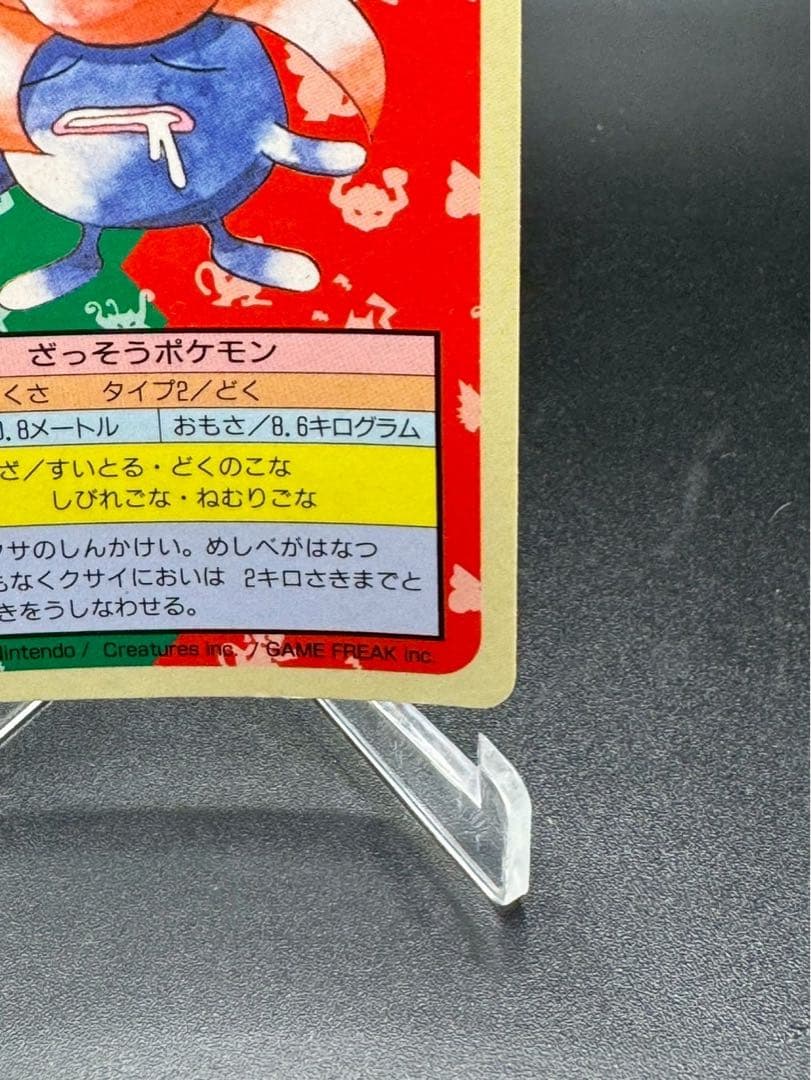 ざっそうポケモン
くさ タイプ2/どく
0.8メートル おもさ/8.6キログラム
ざ/すいとる・どくのこな
しびれごな・ねむりごな
クサのしんかけい。めしべがはなつ
もなくクサイにおいは 2キロさきまでと
きをうしなわせる。
Nintendo / Creatures inc. / GAME FREAK inc.